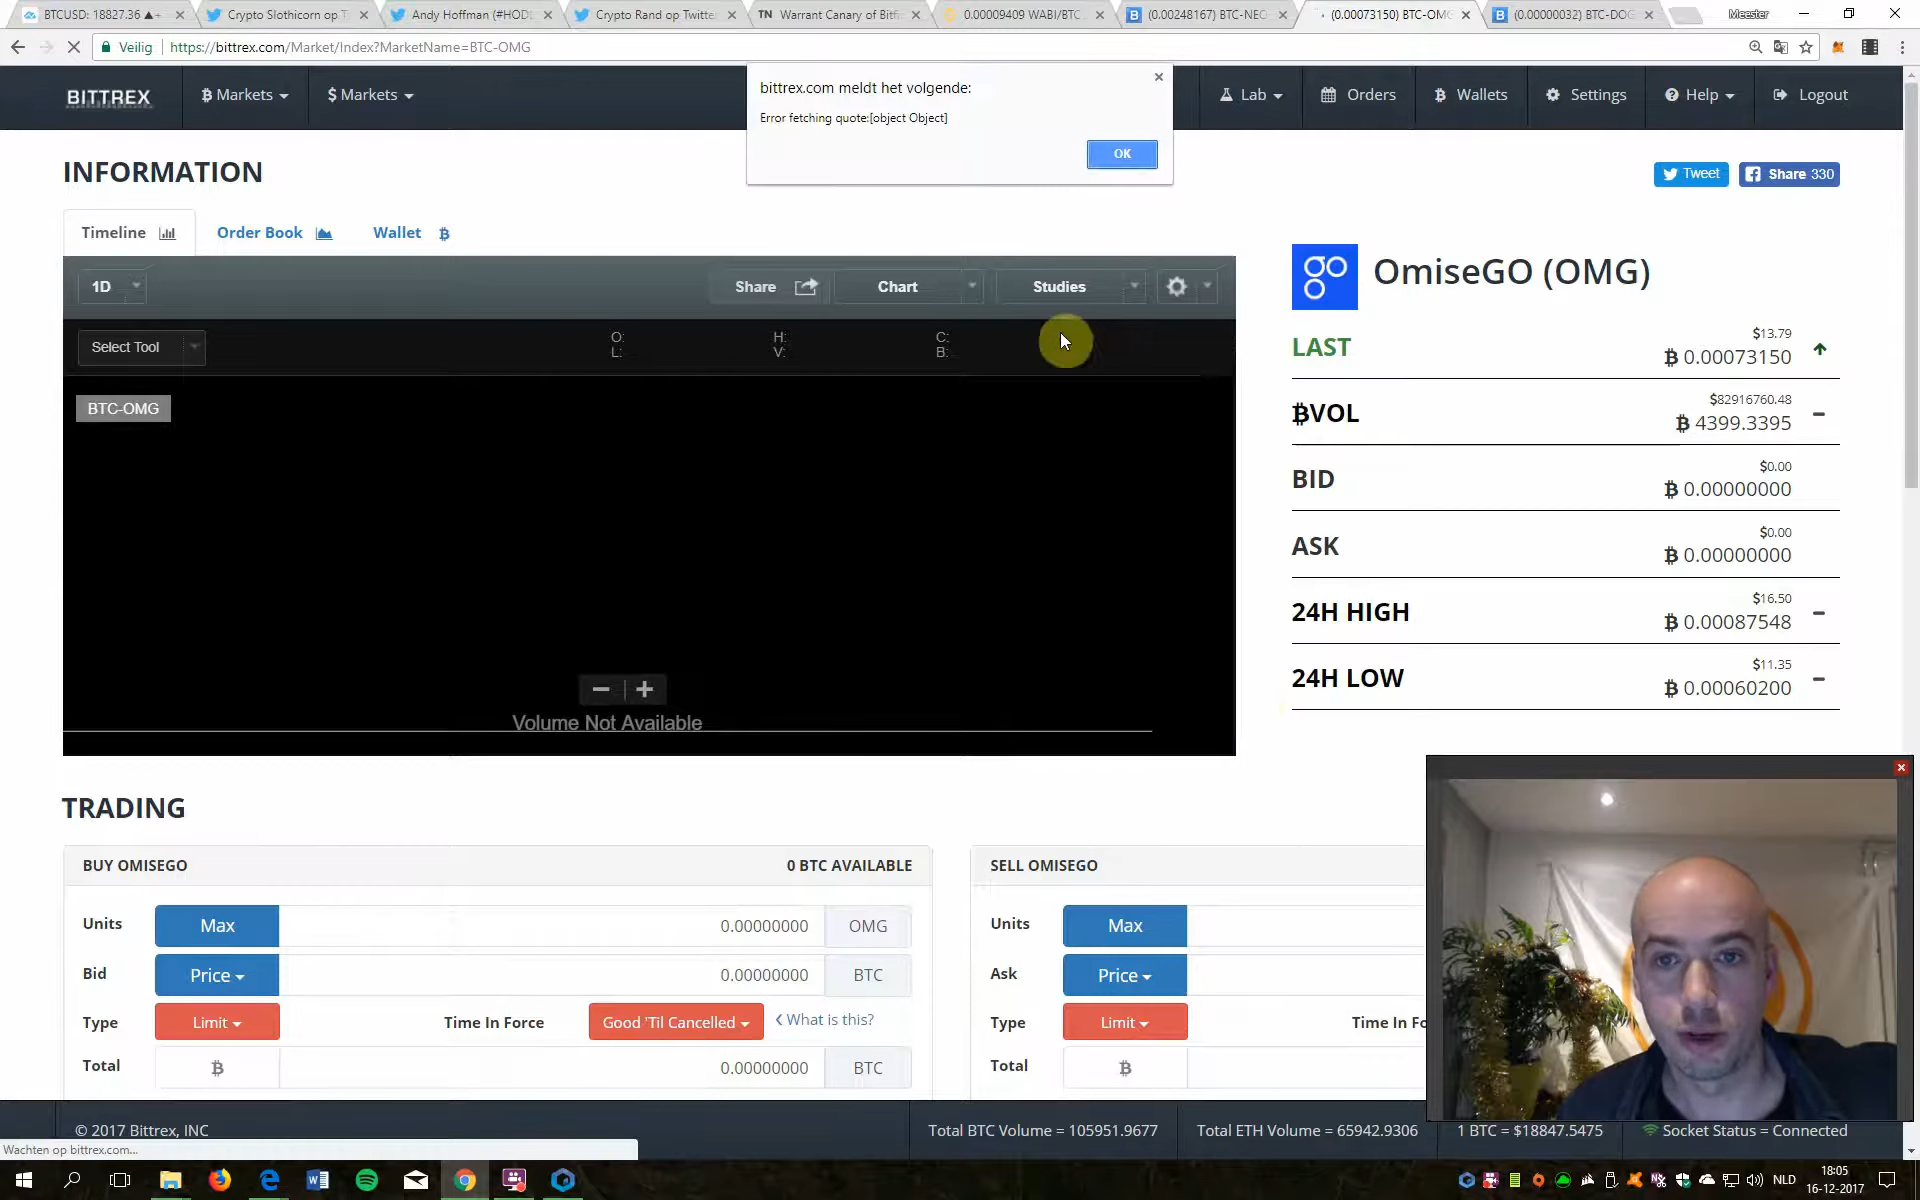 BTCUSD: 18827.36 ▲+
Crypto Slothicorn op T
Andy Hoffman (#HODL
Crypto Rand op Twitte
TN Warrant Canary of Bitfi
0.00009409 WABI/BTC
(0.00248167) BTC-NEO
(0.00073150) BTC-OMG
(0.00000032) BTC-DOG
Meester
Veilig https://bittrex.com/Market/Index?MarketName=BTC-OMG
BITTREX
Markets
$ Markets
Lab
Orders
Wallets
Settings
Help
Logout
bittrex.com meldt het volgende:
Error fetching quote:[object Object]
OK
INFORMATION
Tweet
Share 330
Timeline
Order Book
Wallet
1D
Share
Chart
Studies
Select Tool
O:
H:
C:
L:
V:
B:
BTC-OMG
Volume Not Available
go
OmiseGO (OMG)
$13.79
LAST
₿ 0.00073150
$82916760.48
₿VOL
₿ 4399.3395
$0.00
BID
₿ 0.00000000
$0.00
ASK
₿ 0.00000000
$16.50
24H HIGH
₿ 0.00087548
$11.35
24H LOW
₿ 0.00060200
TRADING
BUY OMISEGO
0 BTC AVAILABLE
Units
Max
0.00000000
OMG
Bid
Price
0.00000000
BTC
Type
Limit
Time In Force
Good 'Til Cancelled
What is this?
Total
₿
0.00000000
BTC
SELL OMISEGO
Units
Max
Ask
Price
Type
Limit
Time In Fo
Total
₿
© 2017 Bittrex, INC
Total BTC Volume = 105951.9677
Total ETH Volume = 65942.9306
1 BTC = $18847.5475
Socket Status = Connected
Wachten op bittrex.com...
NLD
18:05
16-12-2017